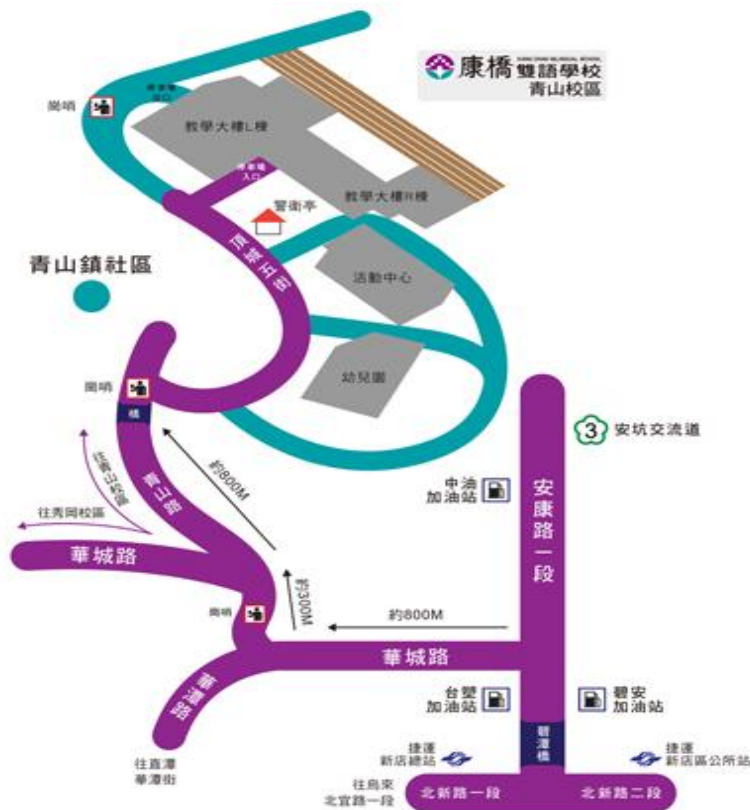 康橋
雙語學校
青山校區
崗哨
教學大樓L棟
停車場
入口
教學大樓R棟
警衛亭
頂城五街
活動中心
青山鎮社區
幼兒園
崗哨
橋
3
安坑交流道
青山路
約800M
往青山校區
往秀岡校區
中油
加油站
安康路一段
華城路
約300M
崗哨
約800M
華城路
華潭路
台塑
加油站
碧安
加油站
碧潭橋
往直潭
華潭街
捷運
新店總站
捷運
新店區公所站
往烏來
北宜路一段
北新路一段
北新路二段